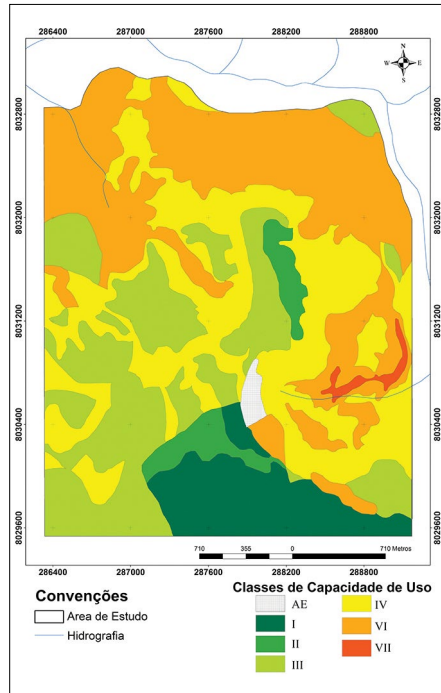 286400 287000 287600 288200 288800
N
W E
S
8032800 8032800
8032000 8032000
8031200 8031200
8030400 8030400
8029600 8029600
710 355 0 710 Metros
286400 287000 287600 288200 288800
Convenções
Area de Estudo
Hidrografia
Classes de Capacidade de Uso
AE IV
I VI
II VII
III